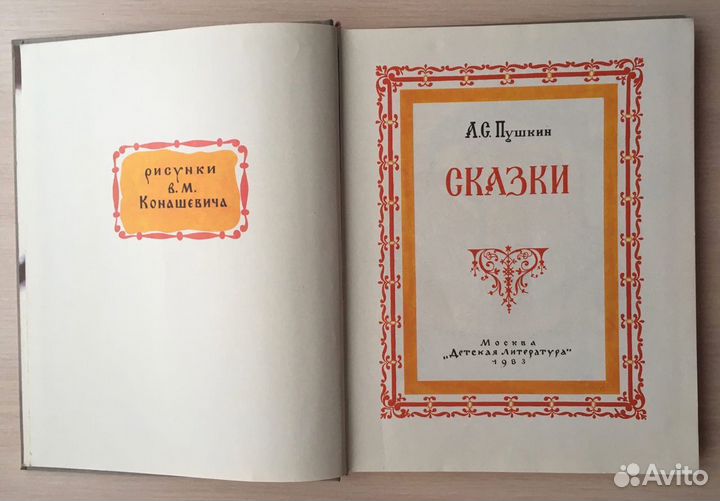 рисунки
В. М.
Конашевича
А. С. Пушкин
СКАЗКИ
Москва
„Детская литература"
1983
Avito